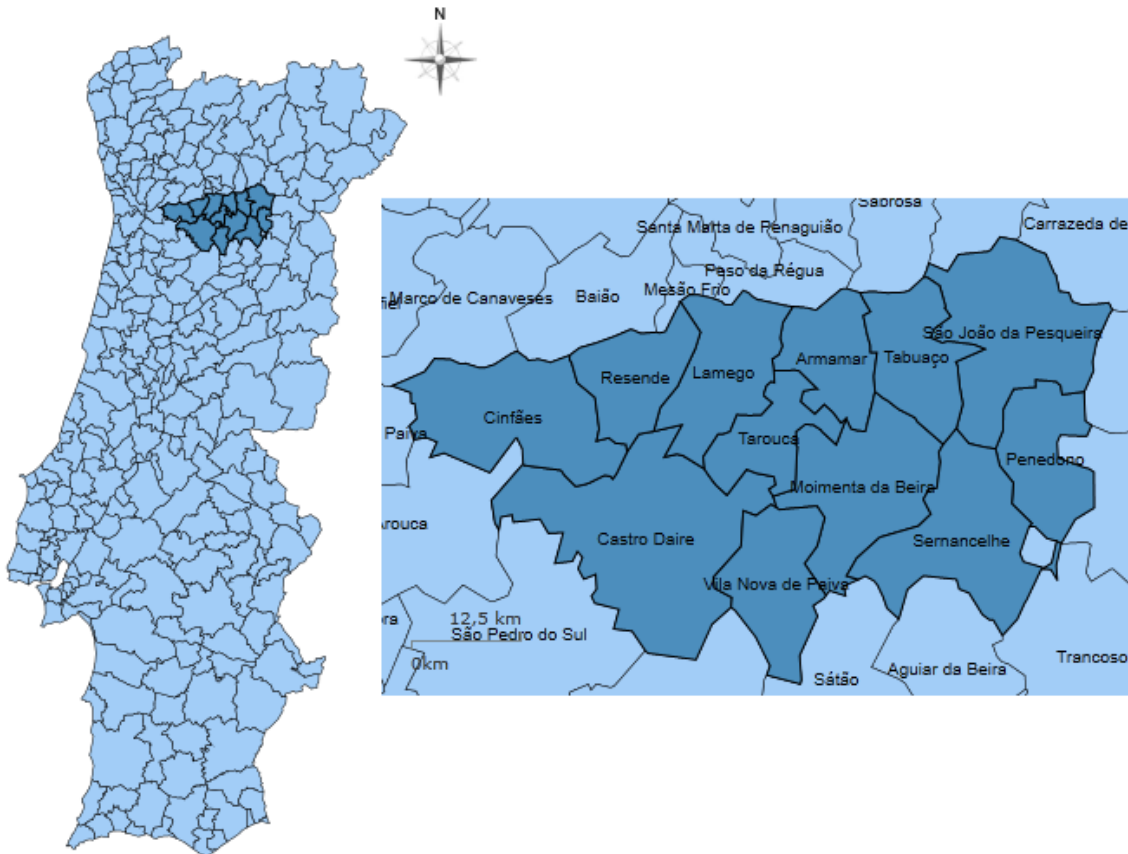 N
Sabrosa
Santa Marta de Penaguião
Carrazeda de
Peso da Régua
Mesão Frio
Baião
Marco de Canaveses
São João da Pesqueira
Armamar
Tabuaço
Lamego
Resende
Cinfães
Paiva
Tarouca
Penedono
Moimenta da Beira
Arouca
Castro Daire
Sernancelhe
Vila Nova de Paiva
12,5 km
São Pedro do Sul
0km
Trancoso
Aguiar da Beira
Sátão